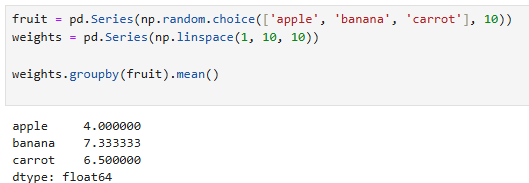 fruit = pd.Series(np.random.choice(['apple', 'banana', 'carrot'], 10))
weights = pd.Series(np.linspace(1, 10, 10))
weights.groupby(fruit).mean()
apple     4.000000
banana    7.333333
carrot    6.500000
dtype: float64